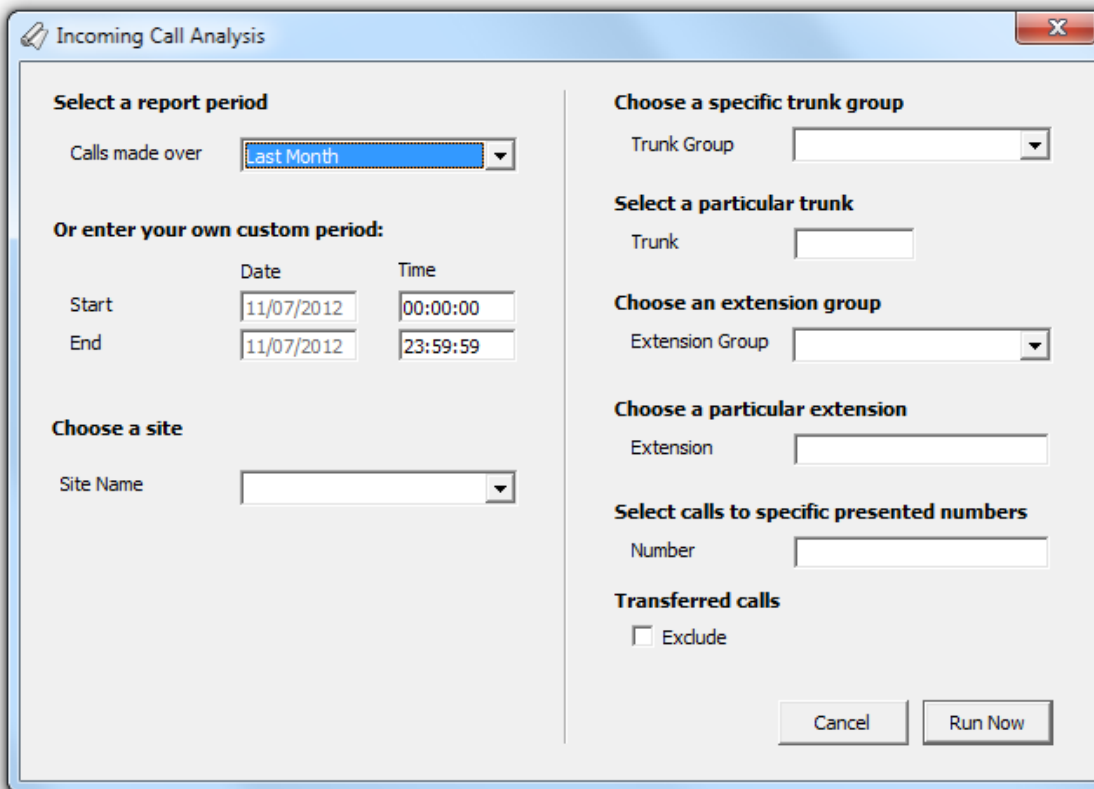 Incoming Call Analysis
X
Select a report period
Calls made over Last Month
Or enter your own custom period:
Date Time
Start 11/07/2012 00:00:00
End 11/07/2012 23:59:59
Choose a site
Site Name
Choose a specific trunk group
Trunk Group
Select a particular trunk
Trunk
Choose an extension group
Extension Group
Choose a particular extension
Extension
Select calls to specific presented numbers
Number
Transferred calls
Exclude
Cancel Run Now